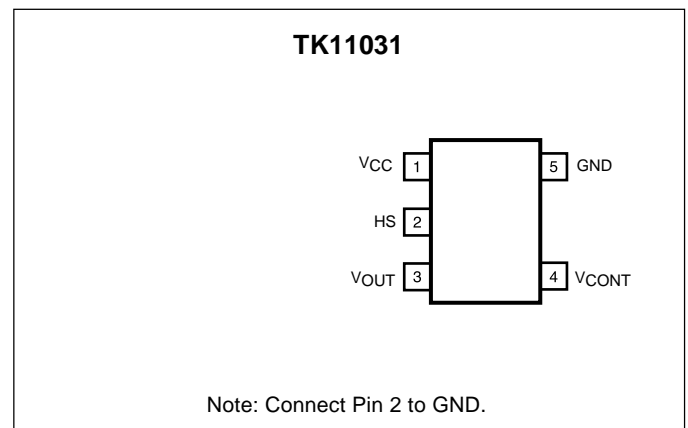 TK11031
VCC 1 5 GND
HS 2
VOUT 3 4 VCONT
Note: Connect Pin 2 to GND.